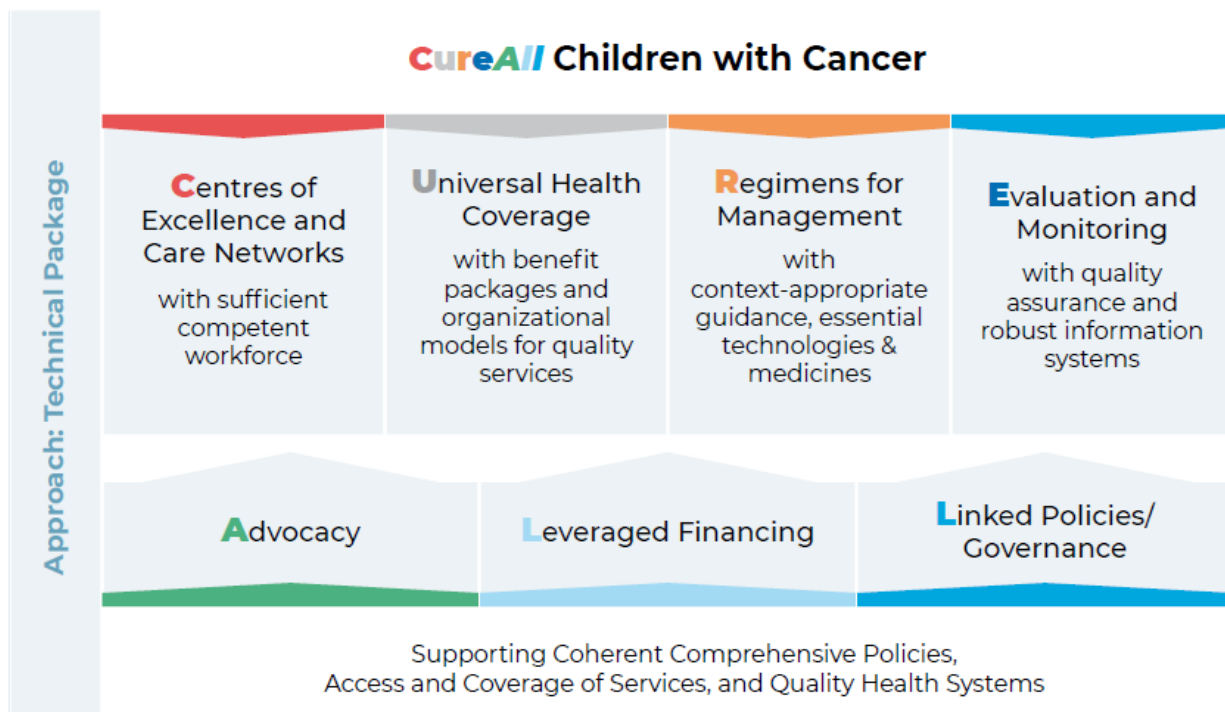 CureAll Children with Cancer
Approach: Technical Package
Centres of
Excellence and
Care Networks
with sufficient
competent
workforce
Universal Health
Coverage
with benefit
packages and
organizational
models for quality
services
Regimens for
Management
with
context-appropriate
guidance, essential
technologies &
medicines
Evaluation and
Monitoring
with quality
assurance and
robust information
systems
Advocacy
Leveraged Financing
Linked Policies/
Governance
Supporting Coherent Comprehensive Policies,
Access and Coverage of Services, and Quality Health Systems